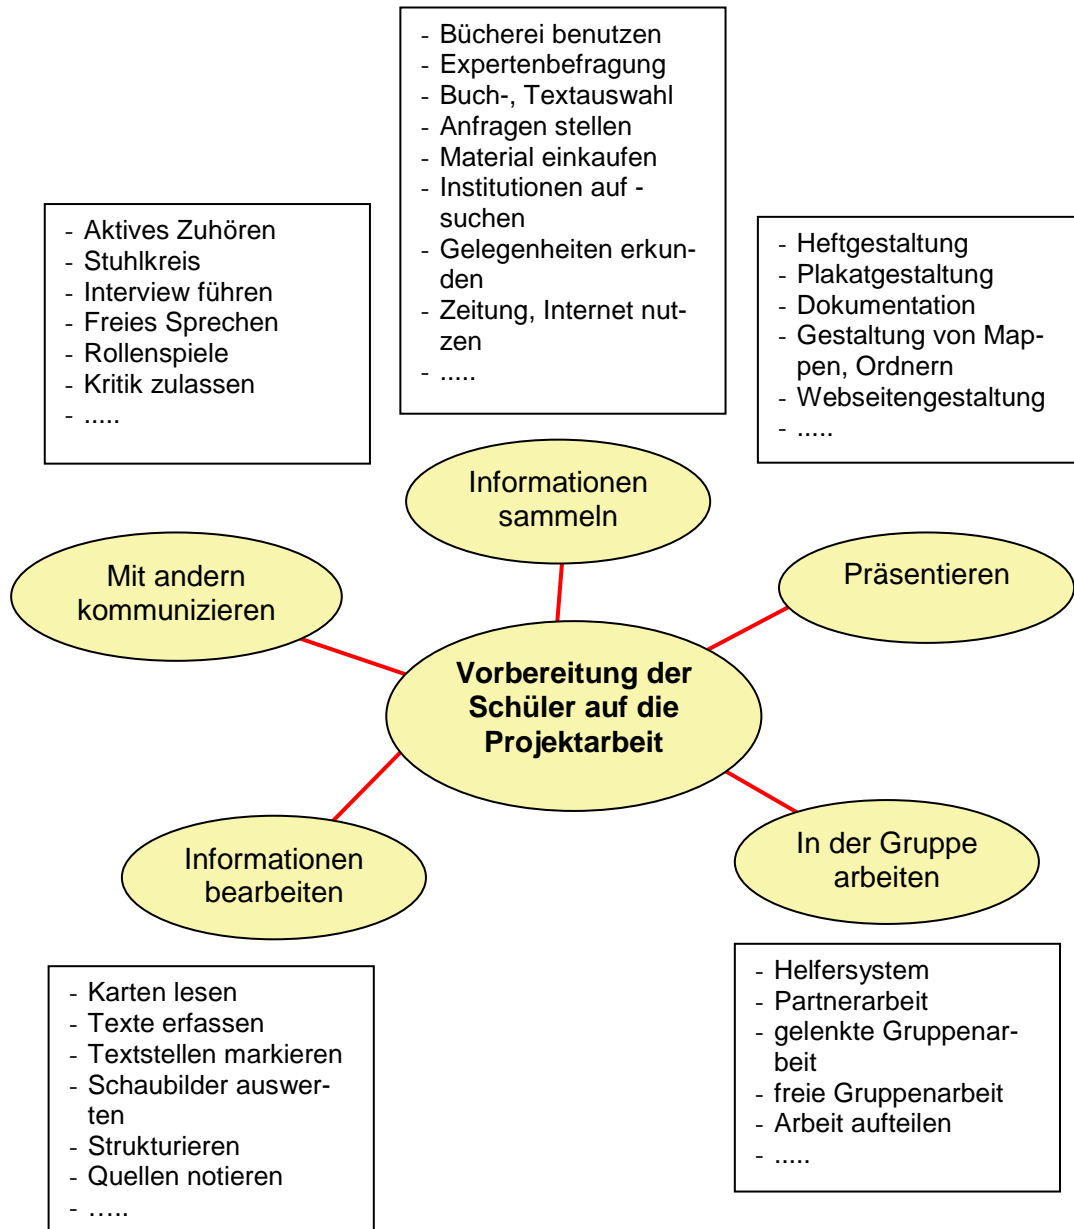 - Bücherei benutzen
- Expertenbefragung
- Buch-, Textauswahl
- Anfragen stellen
- Material einkaufen
- Institutionen auf -
suchen
- Gelegenheiten erkun-
den
- Zeitung, Internet nut-
zen
- .....
- Aktives Zuhören
- Stuhlkreis
- Interview führen
- Freies Sprechen
- Rollenspiele
- Kritik zulassen
- .....
- Heftgestaltung
- Plakatgestaltung
- Dokumentation
- Gestaltung von Map-
pen, Ordnern
- Webseitengestaltung
- .....
Informationen
sammeln
Mit andern
kommunizieren
Präsentieren
Vorbereitung der
Schüler auf die
Projektarbeit
Informationen
bearbeiten
In der Gruppe
arbeiten
- Karten lesen
- Texte erfassen
- Textstellen markieren
- Schaubilder auswer-
ten
- Strukturieren
- Quellen notieren
- …..
- Helfersystem
- Partnerarbeit
- gelenkte Gruppenar-
beit
- freie Gruppenarbeit
- Arbeit aufteilen
- .....